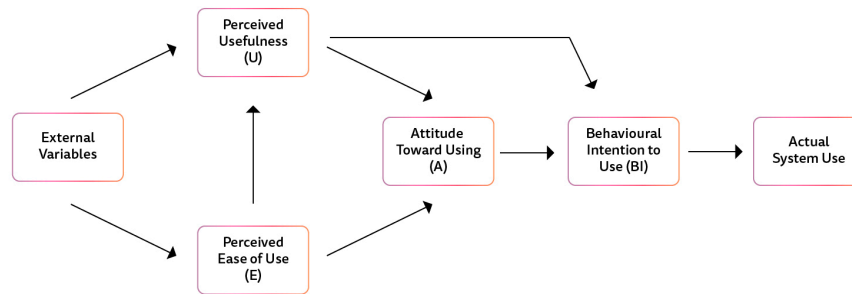 Perceived
Usefulness
(U)
External
Variables
Attitude
Toward Using
(A)
Behavioural
Intention to
Use (BI)
Actual
System Use
Perceived
Ease of Use
(E)